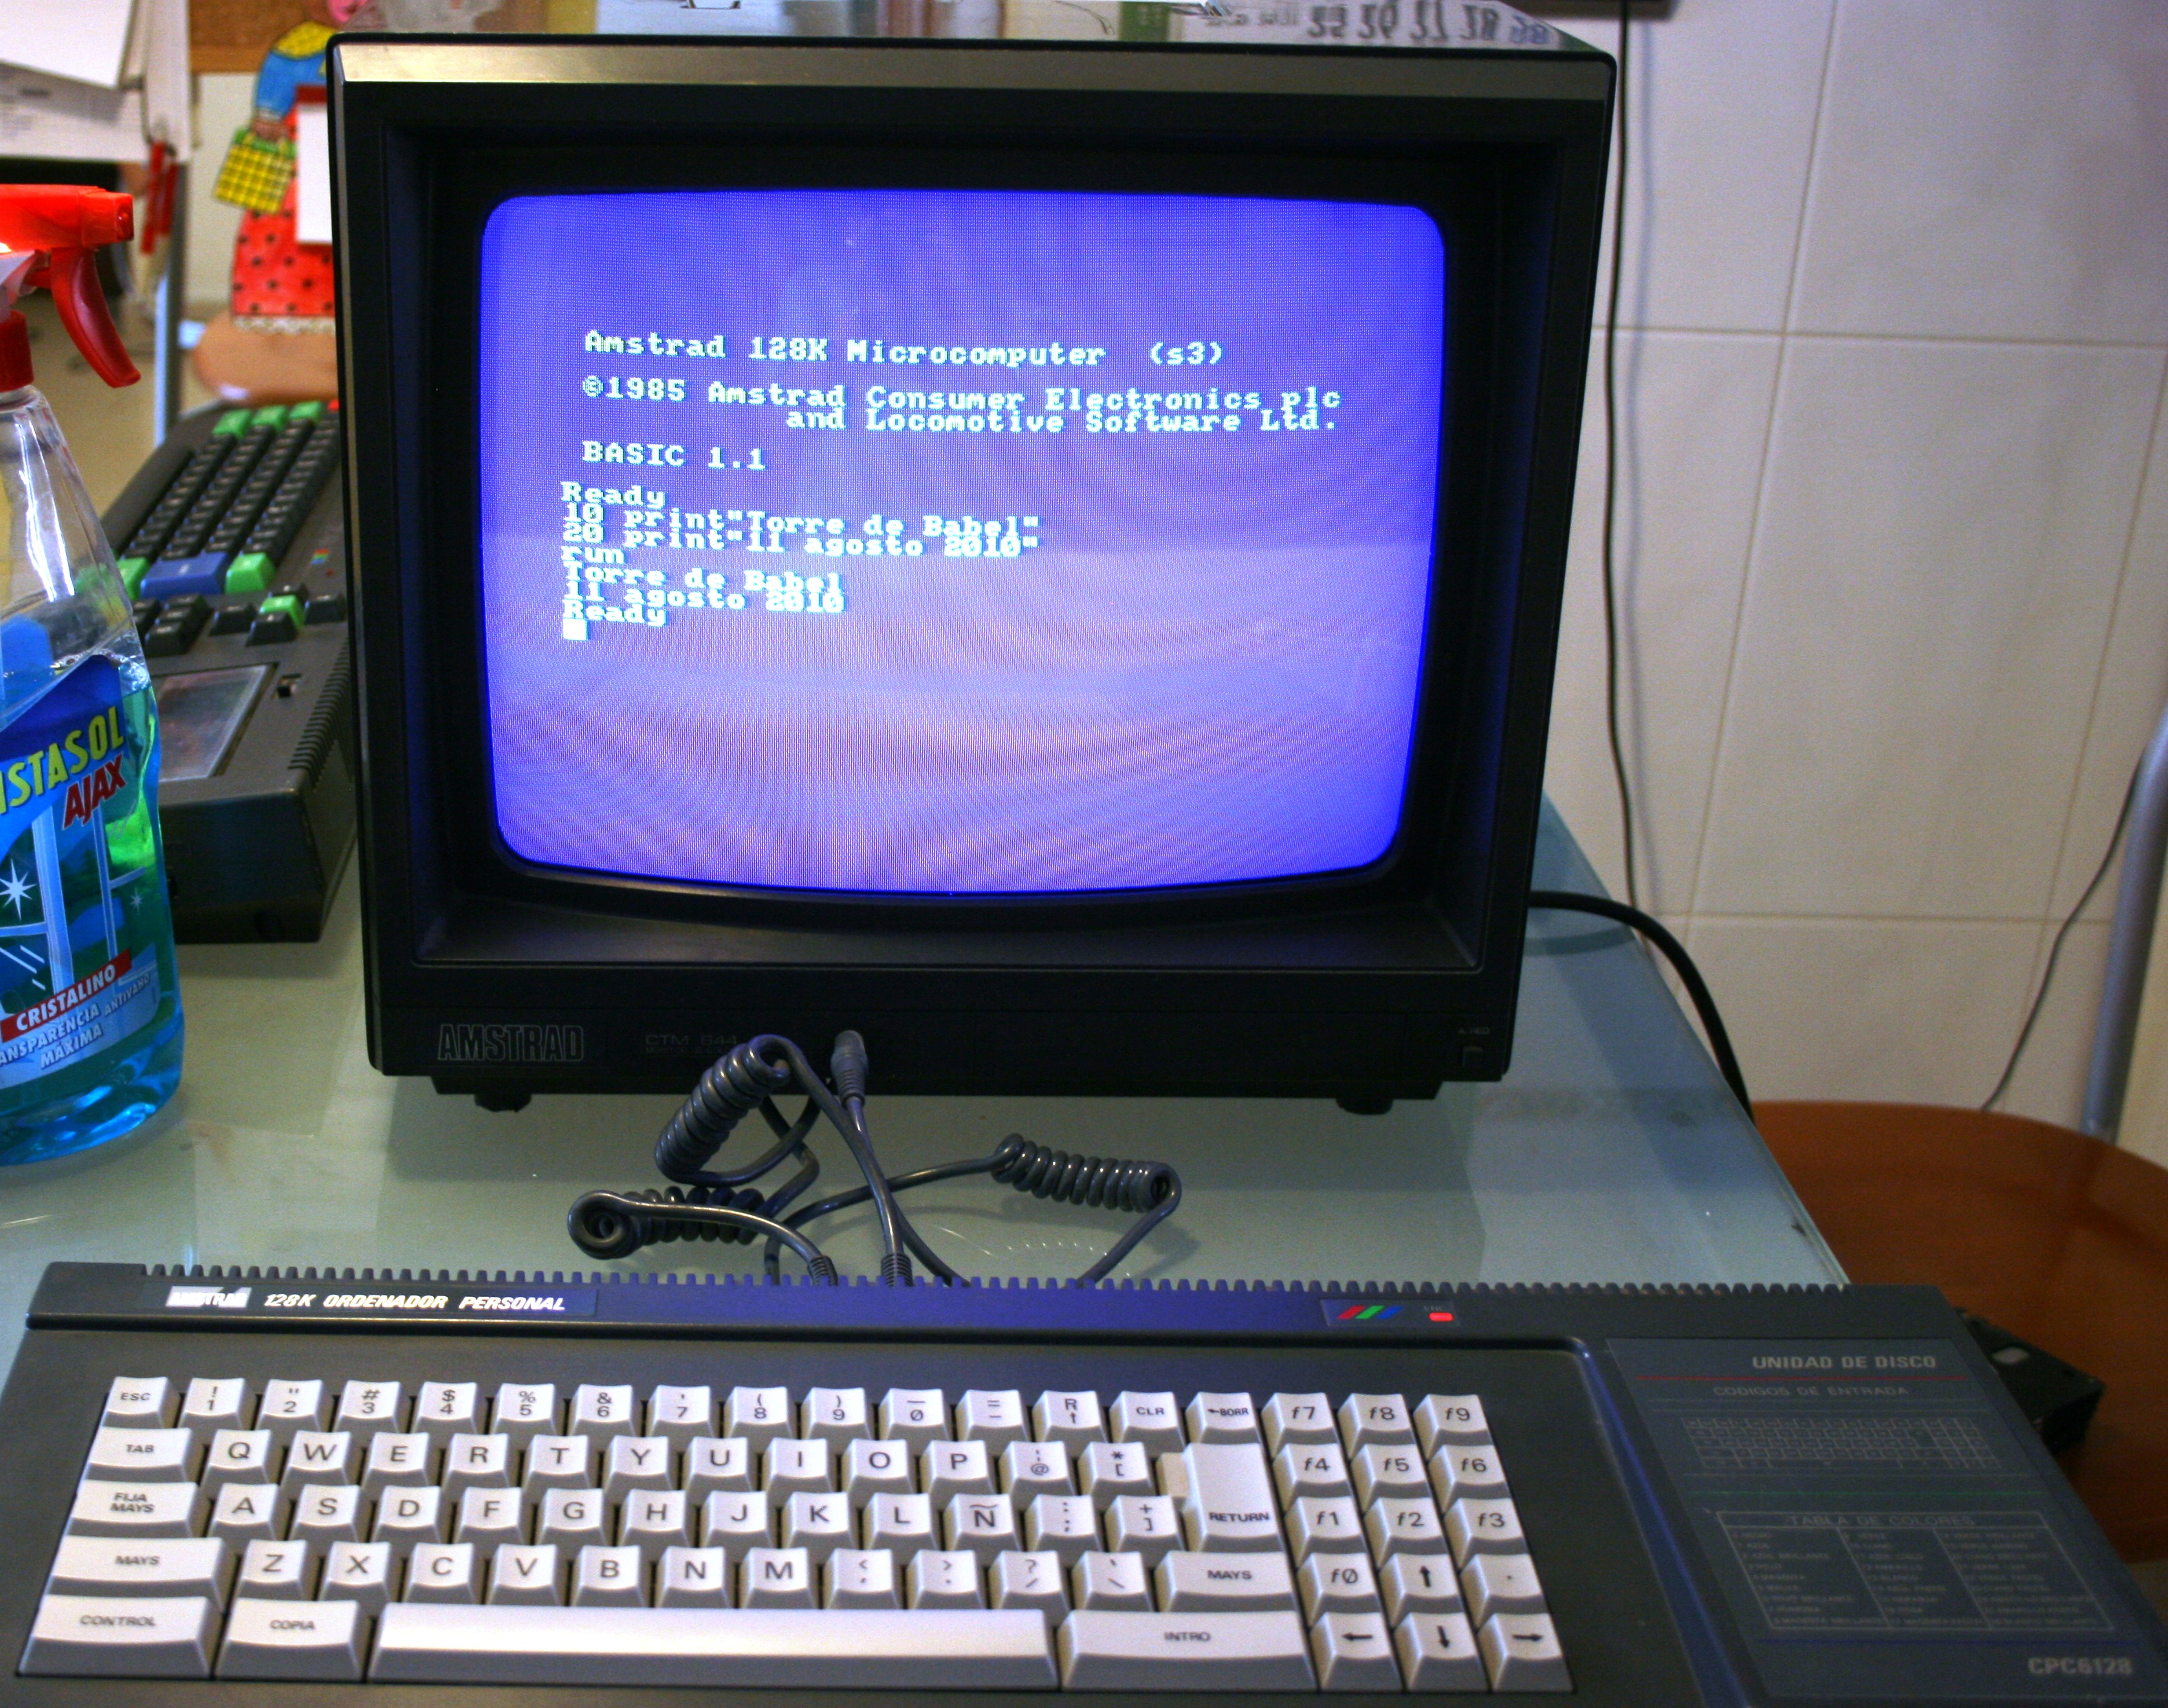 Amstrad 128K Microcomputer (s3)
©1985 Amstrad Consumer Electronics plc
and Locomotive Software Ltd.
BASIC 1.1
Ready
10 print"Torre de Babel"
20 print"11 agosto 2010"
run
Torre de Babel
11 agosto 2010
Ready
ISTASOL
AJAX
CRISTALINO
ANSPARENCIA ANTIVAHO
MÁXIMA
AMSTRAD CTM 644
AMSTRAD 128K ORDENADOR PERSONAL
UNIDAD DE DISCO
CODIGOS DE ENTRADA
TABLA DE COLORES
CPC6128
ESC ! 1 " 2 # 3 $ 4 % 5 & 6 ' 7 ( 8 ) 9 _ 0 = - £ ↑ CLR ←BORR f7 f8 f9
TAB Q W E R T Y U I O P ¦ @ * [ RETURN f4 f5 f6
FIJA MAYS A S D F G H J K L Ñ : ; + ] f1 f2 f3
MAYS Z X C V B N M < , > . ? / ` \ MAYS f0 ↑ .
CONTROL COPIA INTRO ← ↓ →